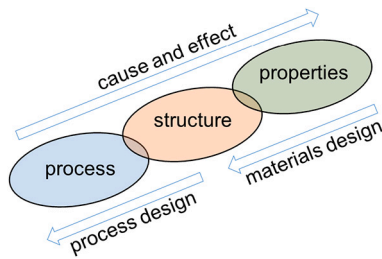 cause and effect
properties
structure
process
materials design
process design